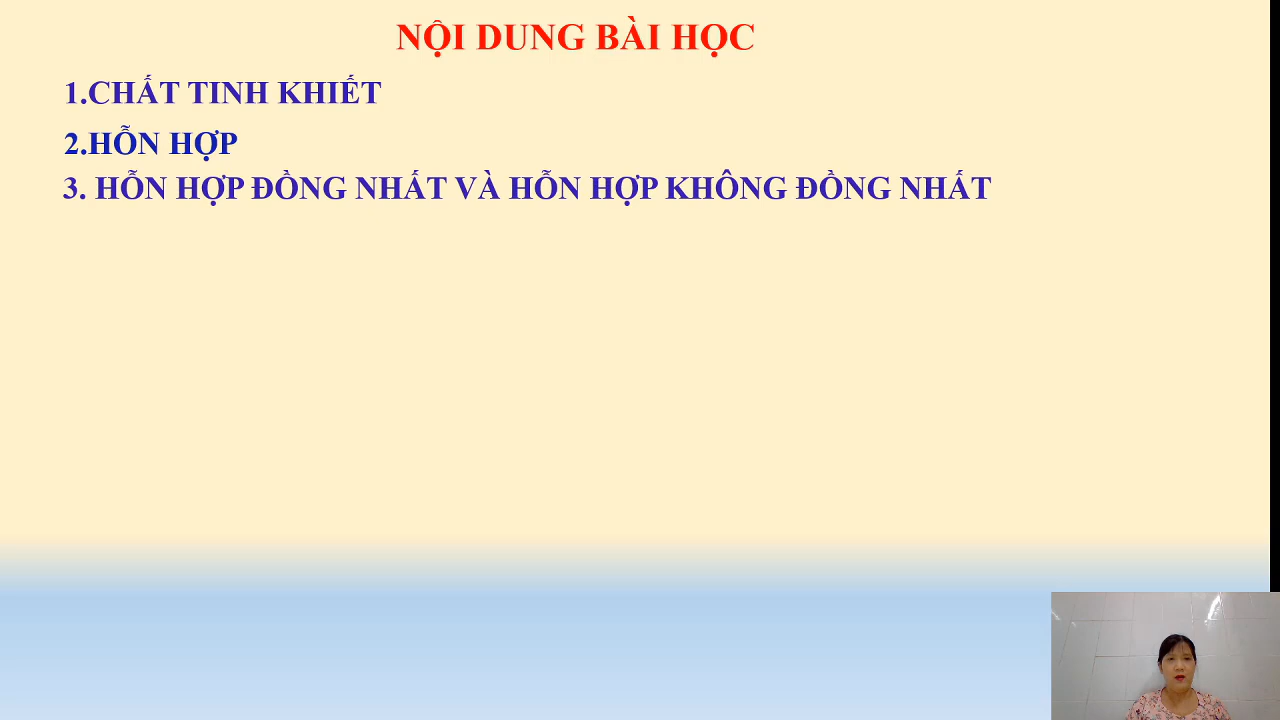 NỘI DUNG BÀI HỌC
1.CHẤT TINH KHIẾT
2.HỖN HỢP
3. HỖN HỢP ĐỒNG NHẤT VÀ HỖN HỢP KHÔNG ĐỒNG NHẤT